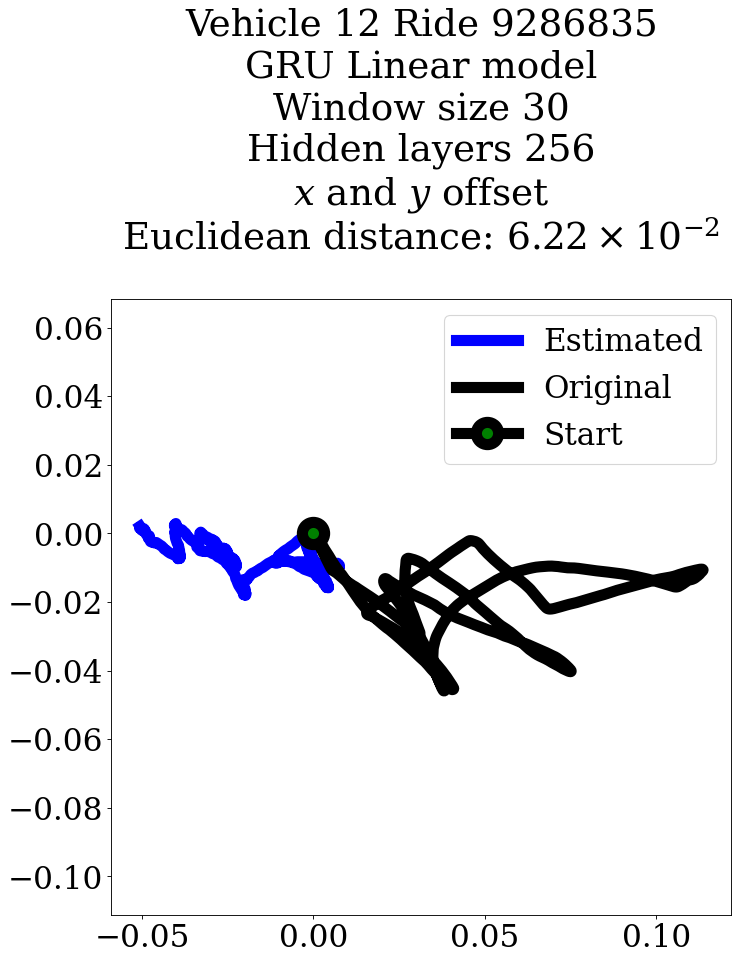 Vehicle 12 Ride 9286835
GRU Linear model
Window size 30
Hidden layers 256
x and y offset
Euclidean distance: 6.22 × 10⁻²
Estimated
Original
Start
0.06
0.04
0.02
0.00
−0.02
−0.04
−0.06
−0.08
−0.10
−0.05 0.00 0.05 0.10